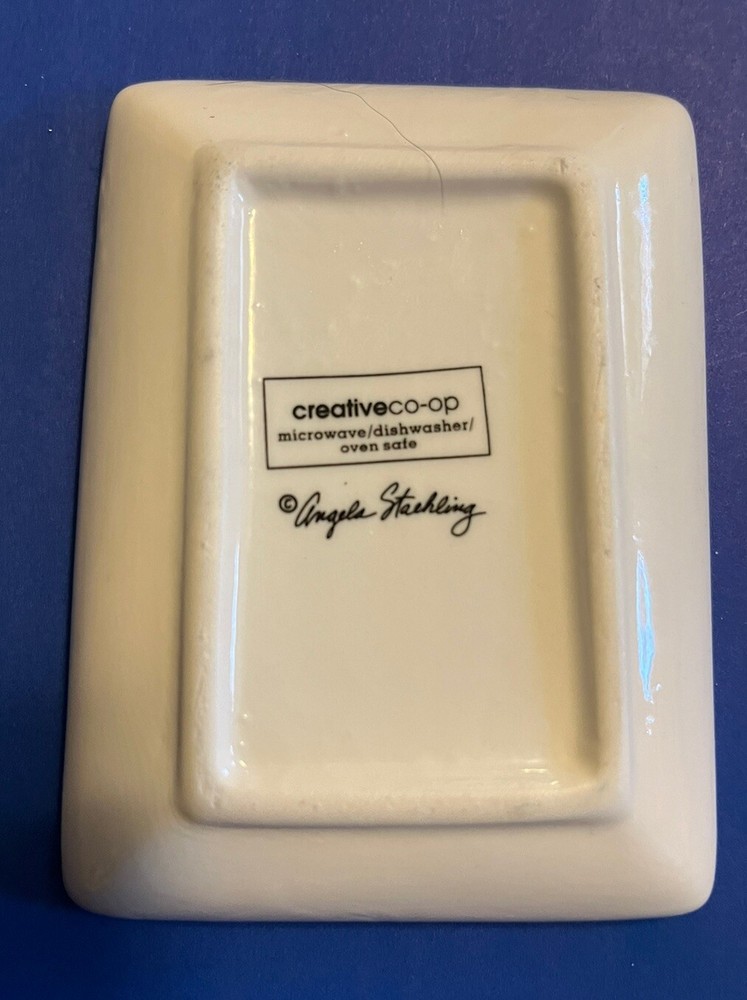 creativeco-op
microwave/dishwasher/
oven safe
© Angela Staehling